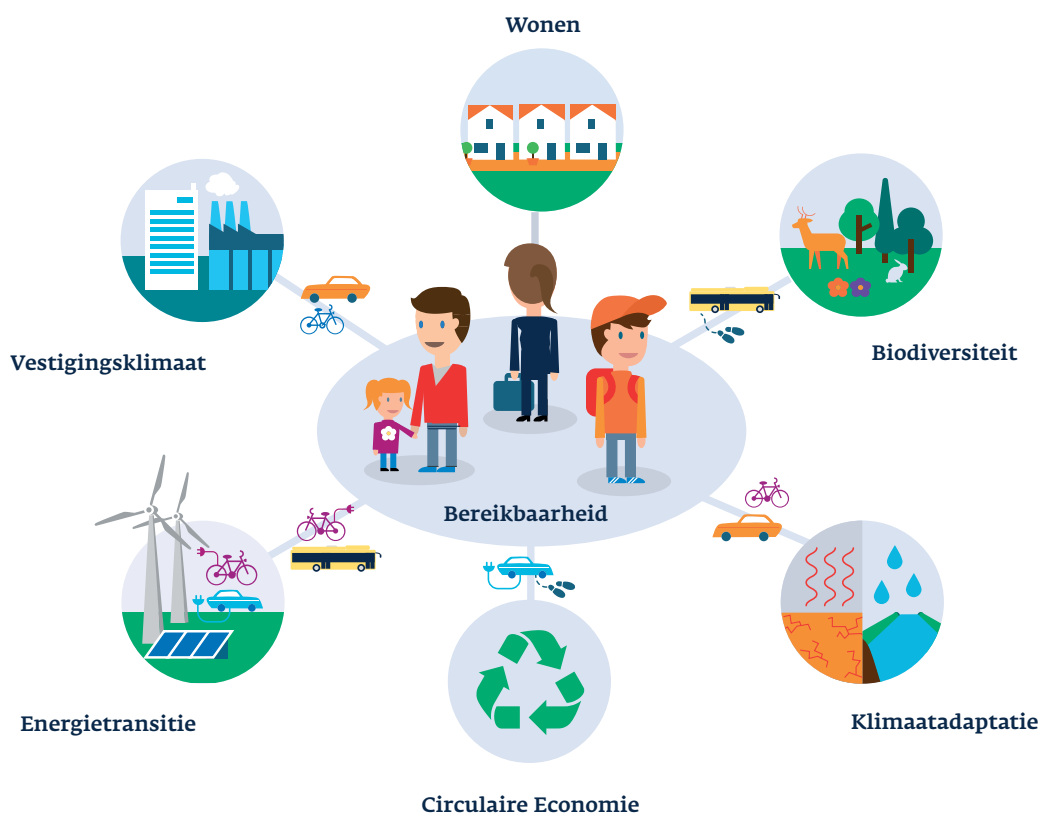 Wonen
Vestigingsklimaat
Biodiversiteit
Bereikbaarheid
Energietransitie
Klimaatadaptatie
Circulaire Economie